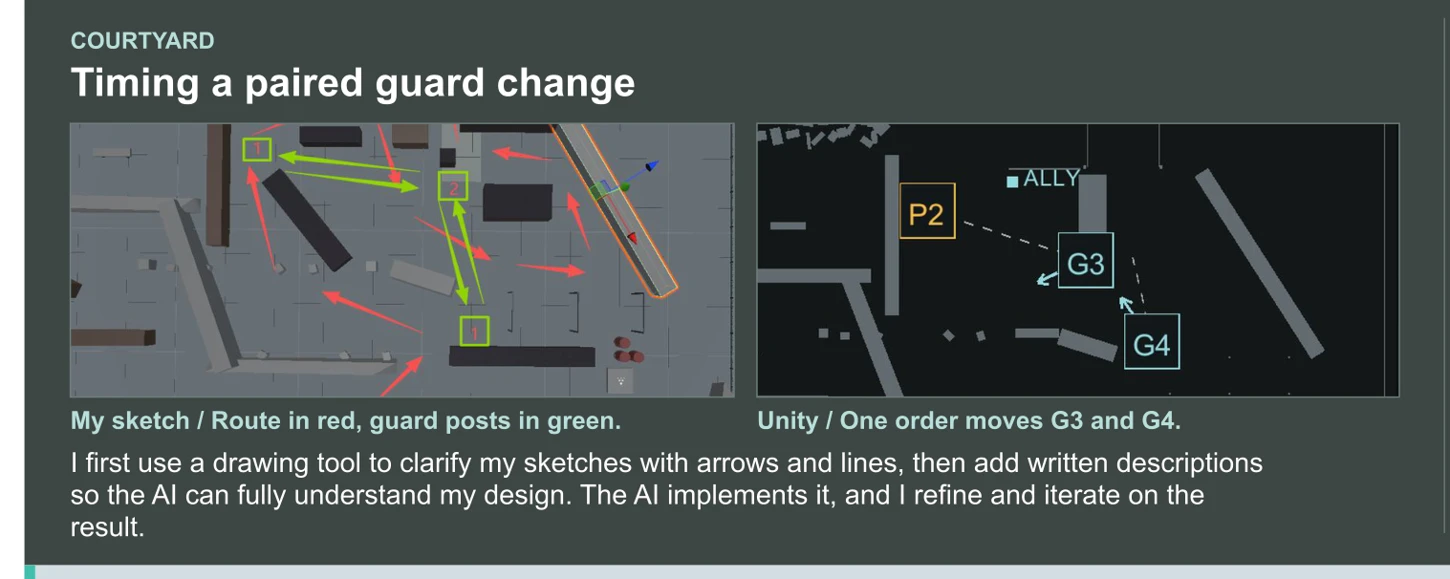 COURTYARD
Timing a paired guard change
1
2
1
ALLY
P2
G3
G4
My sketch / Route in red, guard posts in green.
Unity / One order moves G3 and G4.
I first use a drawing tool to clarify my sketches with arrows and lines, then add written descriptions
so the AI can fully understand my design. The AI implements it, and I refine and iterate on the
result.